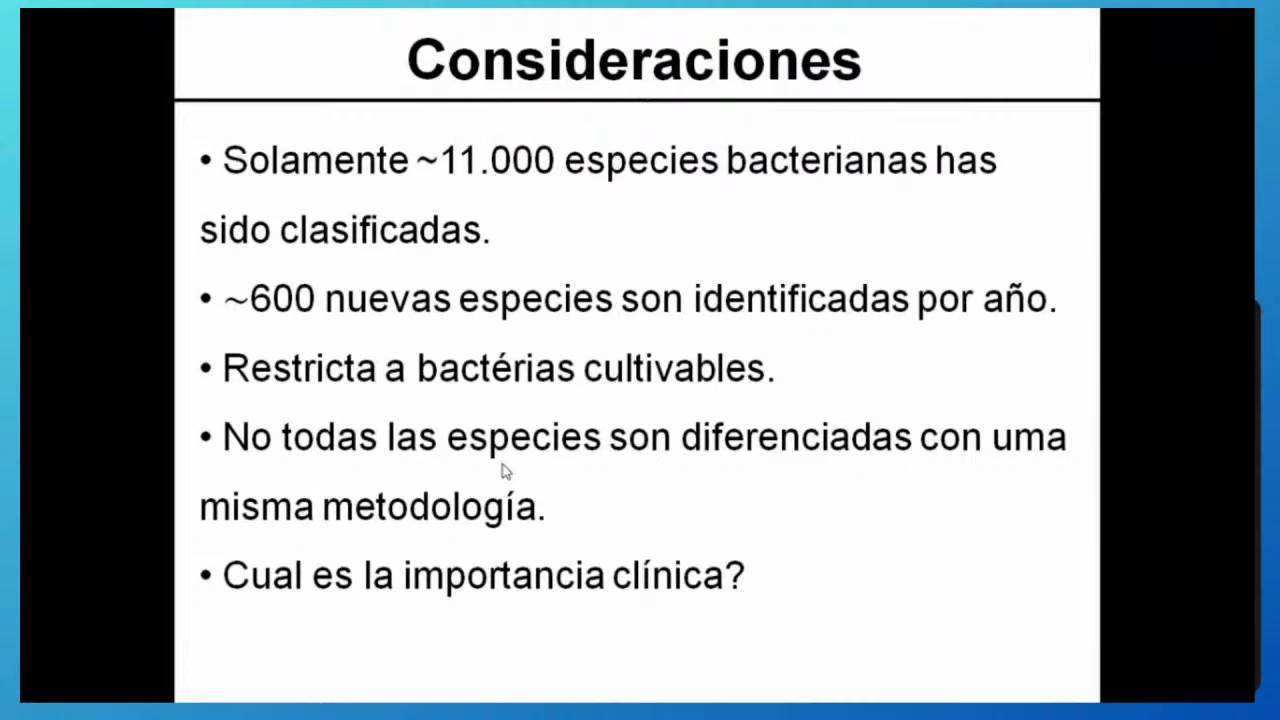 Consideraciones
• Solamente ~11.000 especies bacterianas has
sido clasificadas.
• ~600 nuevas especies son identificadas por año.
• Restricta a bactérias cultivables.
• No todas las especies son diferenciadas con uma
misma metodología.
• Cual es la importancia clínica?